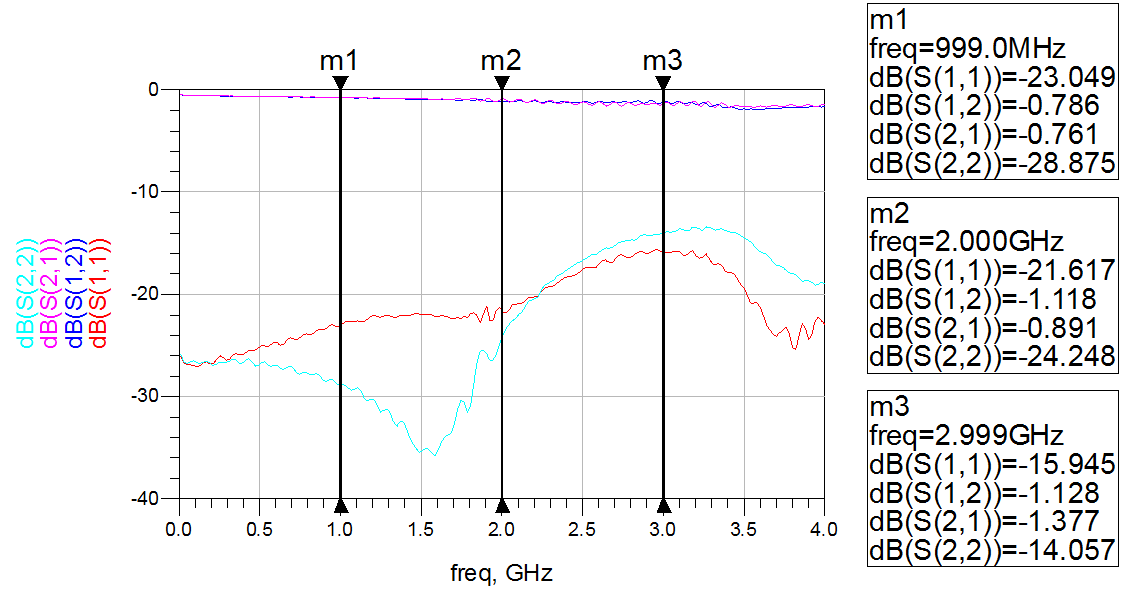 m1
m2
m3
0
-10
-20
-30
-40
0.0
0.5
1.0
1.5
2.0
2.5
3.0
3.5
4.0
freq, GHz
dB(S(2,2))
dB(S(2,1))
dB(S(1,2))
dB(S(1,1))
m1
freq=999.0MHz
dB(S(1,1))=-23.049
dB(S(1,2))=-0.786
dB(S(2,1))=-0.761
dB(S(2,2))=-28.875
m2
freq=2.000GHz
dB(S(1,1))=-21.617
dB(S(1,2))=-1.118
dB(S(2,1))=-0.891
dB(S(2,2))=-24.248
m3
freq=2.999GHz
dB(S(1,1))=-15.945
dB(S(1,2))=-1.128
dB(S(2,1))=-1.377
dB(S(2,2))=-14.057